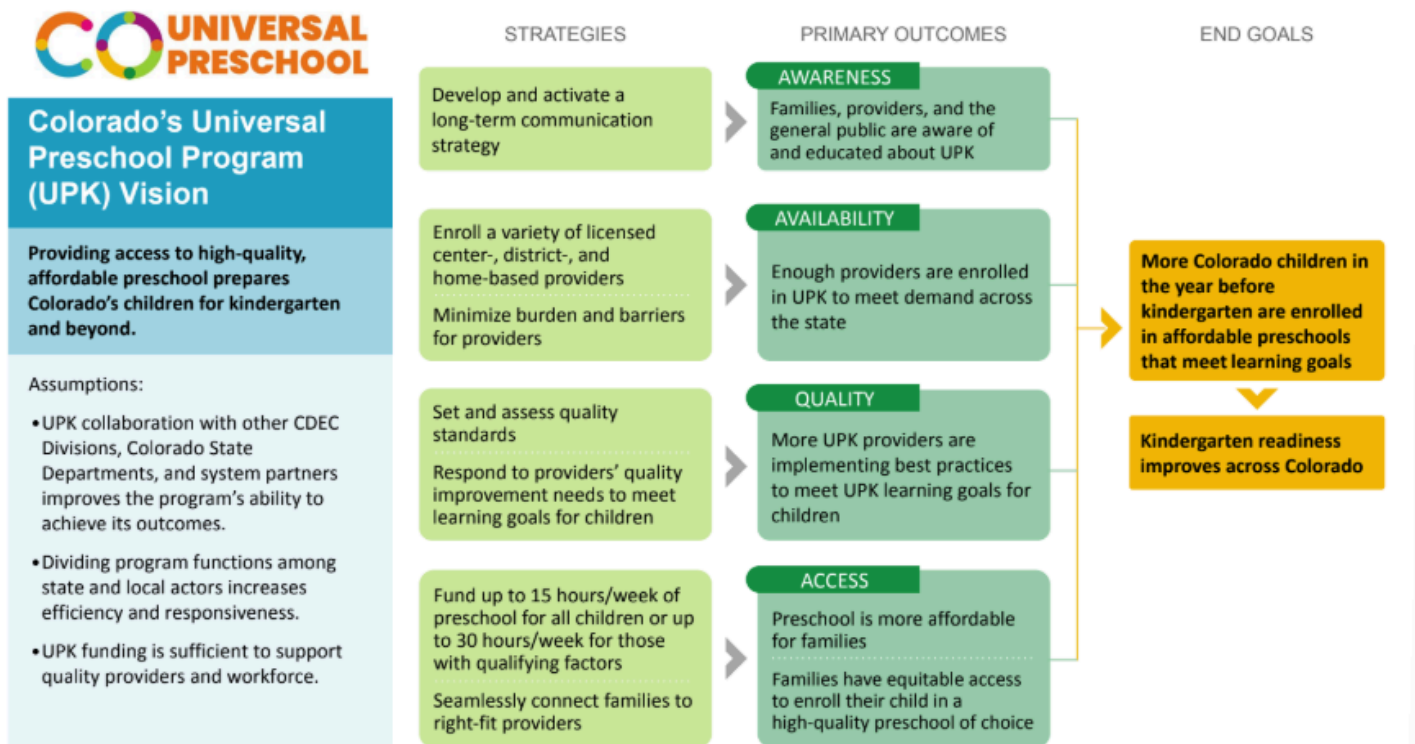 CO UNIVERSAL
PRESCHOOL
Colorado's Universal
Preschool Program
(UPK) Vision
Providing access to high-quality,
affordable preschool prepares
Colorado's children for kindergarten
and beyond.
Assumptions:
•UPK collaboration with other CDEC
Divisions, Colorado State
Departments, and system partners
improves the program's ability to
achieve its outcomes.
•Dividing program functions among
state and local actors increases
efficiency and responsiveness.
•UPK funding is sufficient to support
quality providers and workforce.
STRATEGIES
Develop and activate a
long-term communication
strategy
Enroll a variety of licensed
center-, district-, and
home-based providers
Minimize burden and barriers
for providers
Set and assess quality
standards
Respond to providers' quality
improvement needs to meet
learning goals for children
Fund up to 15 hours/week of
preschool for all children or up
to 30 hours/week for those
with qualifying factors
Seamlessly connect families to
right-fit providers
PRIMARY OUTCOMES
AWARENESS
Families, providers, and the
general public are aware of
and educated about UPK
AVAILABILITY
Enough providers are enrolled
in UPK to meet demand across
the state
QUALITY
More UPK providers are
implementing best practices
to meet UPK learning goals for
children
ACCESS
Preschool is more affordable
for families
Families have equitable access
to enroll their child in a
high-quality preschool of choice
END GOALS
More Colorado children in
the year before
kindergarten are enrolled
in affordable preschools
that meet learning goals
Kindergarten readiness
improves across Colorado